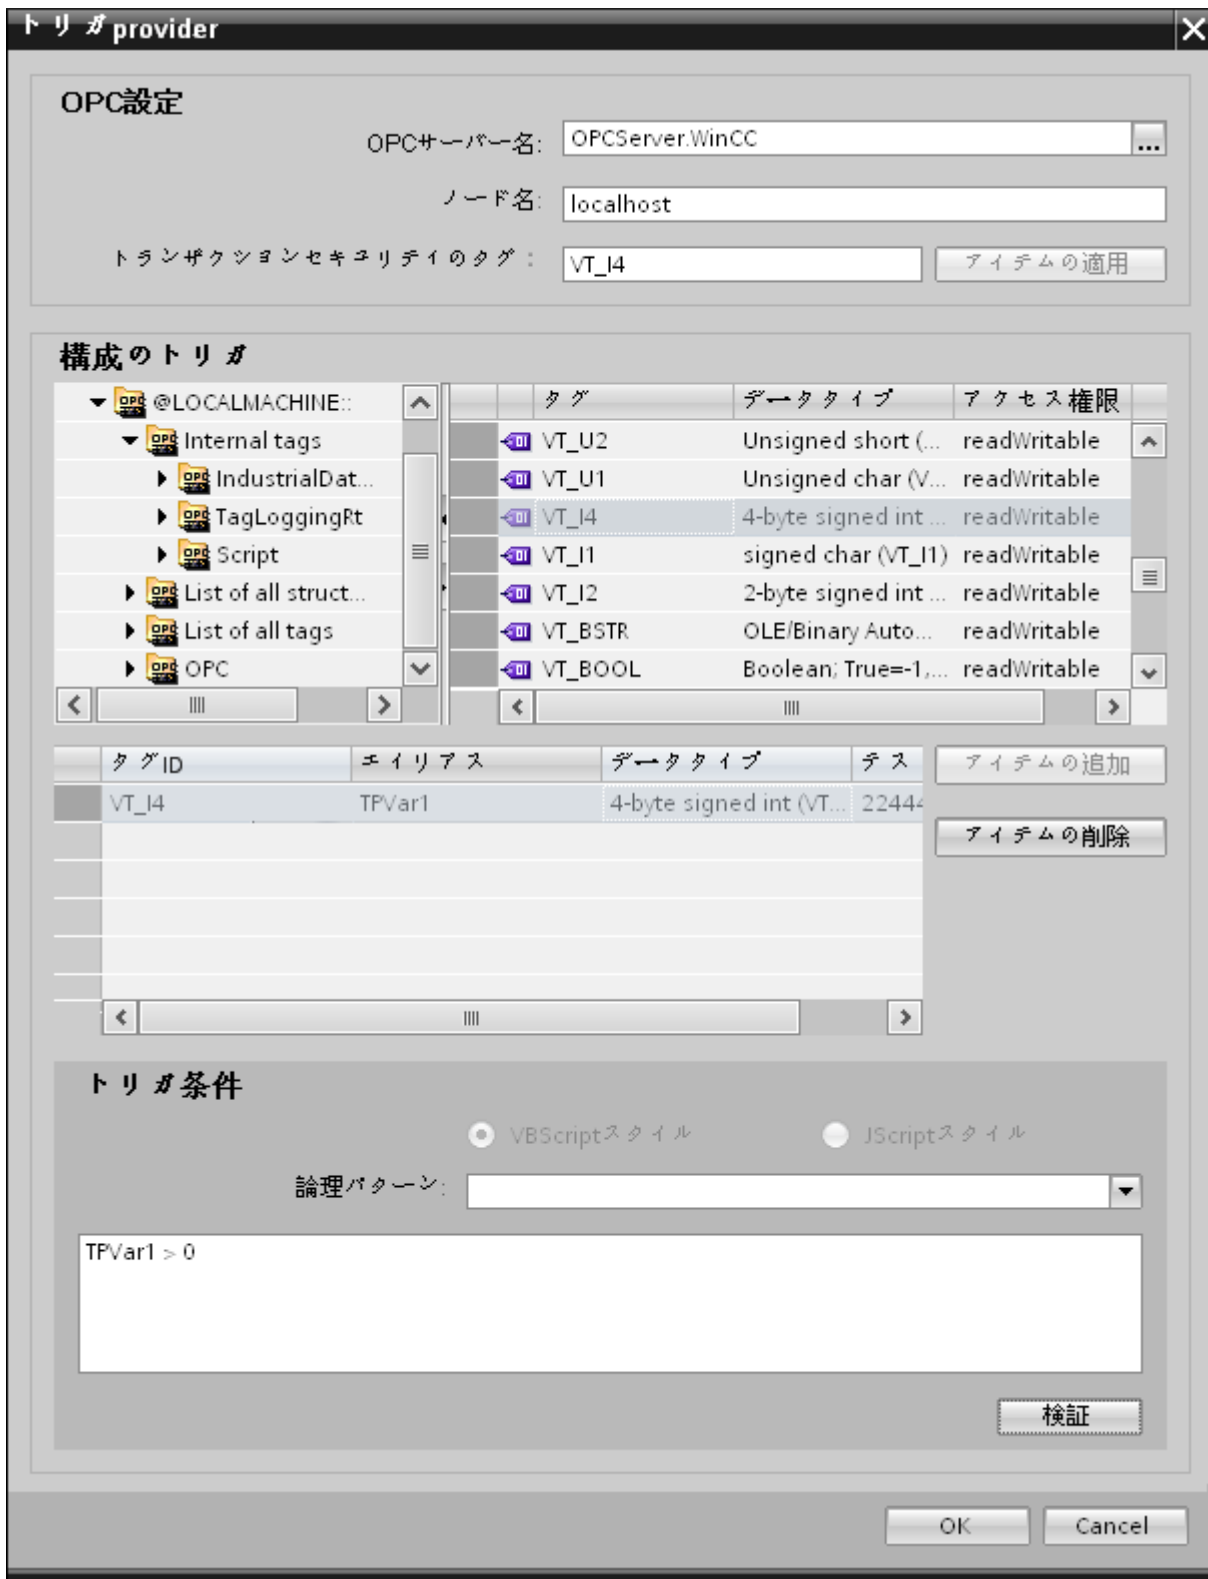 トリガprovider
OPC設定
OPCサーバー名: OPCServer.WinCC ...
ノード名: localhost
トランザクションセキュリティのタグ: VT_I4 アイテムの適用
構成のトリガ
@LOCALMACHINE::
Internal tags
IndustrialDat...
TagLoggingRt
Script
List of all struct...
List of all tags
OPC
タグ データタイプ アクセス権限
VT_U2 Unsigned short (... readWritable
VT_U1 Unsigned char (V... readWritable
VT_I4 4-byte signed int ... readWritable
VT_I1 signed char (VT_I1) readWritable
VT_I2 2-byte signed int ... readWritable
VT_BSTR OLE/Binary Auto... readWritable
VT_BOOL Boolean; True=-1,... readWritable
タグID エイリアス データタイプ テス
VT_I4 TPVar1 4-byte signed int (VT... 22444
アイテムの追加
アイテムの削除
トリガ条件
VBScriptスタイル JScriptスタイル
論理パターン:
TPVar1 > 0
検証
OK Cancel